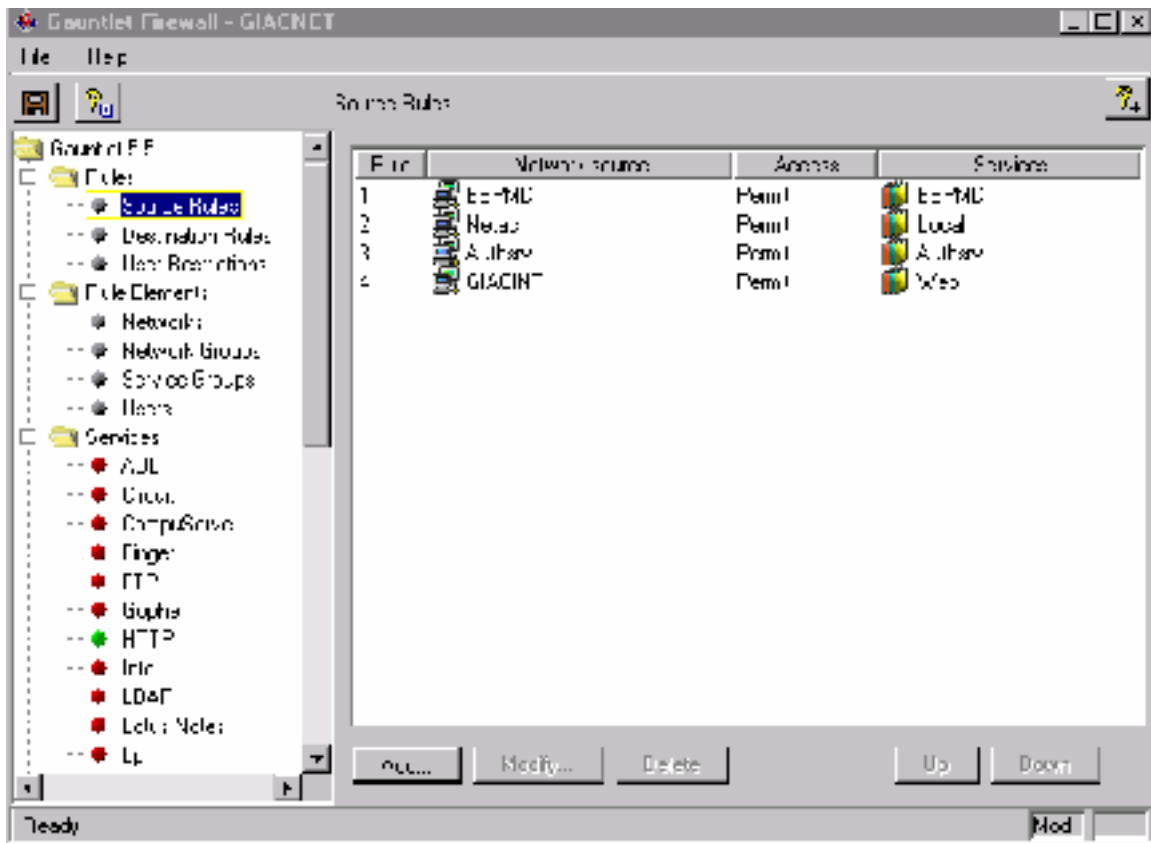 Gauntlet Firewall - GIACNET
File Help
Source Rules
Gauntlet 5.5
Rules
Source Rules
Destination Rules
User Restrictions
Rule Elements
Networks
Network Groups
Service Groups
Users
Services
AOL
Circuit
CompuServe
Finger
FTP
Gopher
HTTP
Info
LDAP
Lotus Notes
Lp
Rule Network source Access Services
1 ESPMD Permit ESPMD
2 Permit Local
3 Authsrv Permit Authsrv
4 GIACINT Permit Web
Add... Modify... Delete Up Down
Ready Mod